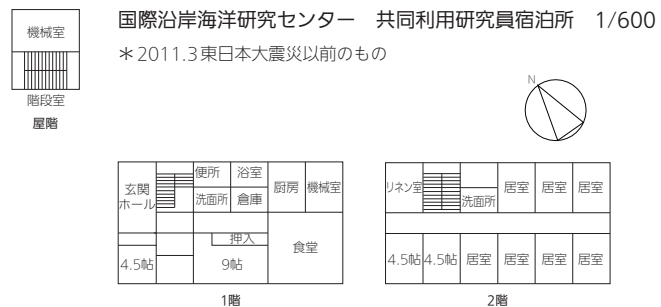 国際沿岸海洋研究センター　共同利用研究員宿泊所　1/600
＊2011.3東日本大震災以前のもの
機械室
階段室
屋階
N
玄関
ホール
便所
浴室
洗面所
倉庫
厨房
機械室
押入
食堂
4.5帖
9帖
1階
リネン室
洗面所
居室
居室
居室
4.5帖
4.5帖
居室
居室
居室
居室
2階